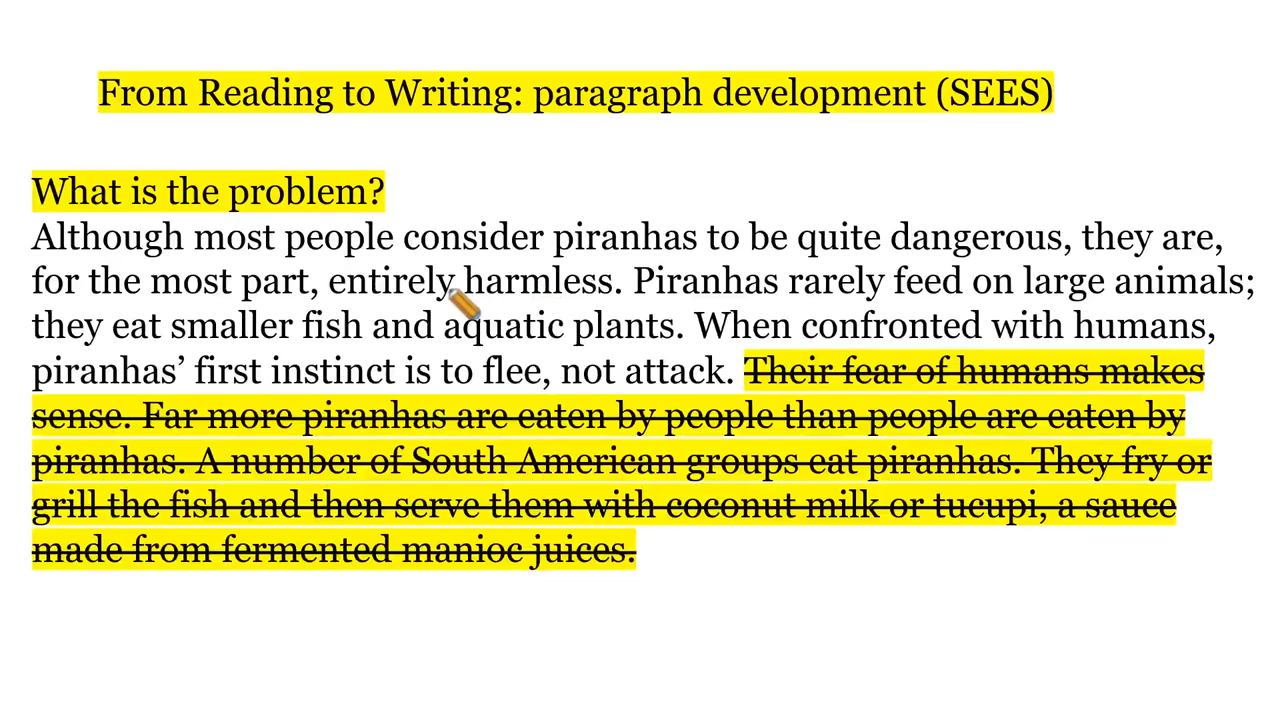 From Reading to Writing: paragraph development (SEES)
What is the problem?
Although most people consider piranhas to be quite dangerous, they are,
for the most part, entirely harmless. Piranhas rarely feed on large animals;
they eat smaller fish and aquatic plants. When confronted with humans,
piranhas’ first instinct is to flee, not attack. Their fear of humans makes
sense. Far more piranhas are eaten by people than people are eaten by
piranhas. A number of South American groups eat piranhas. They fry or
grill the fish and then serve them with coconut milk or tucupi, a sauce
made from fermented manioc juices.